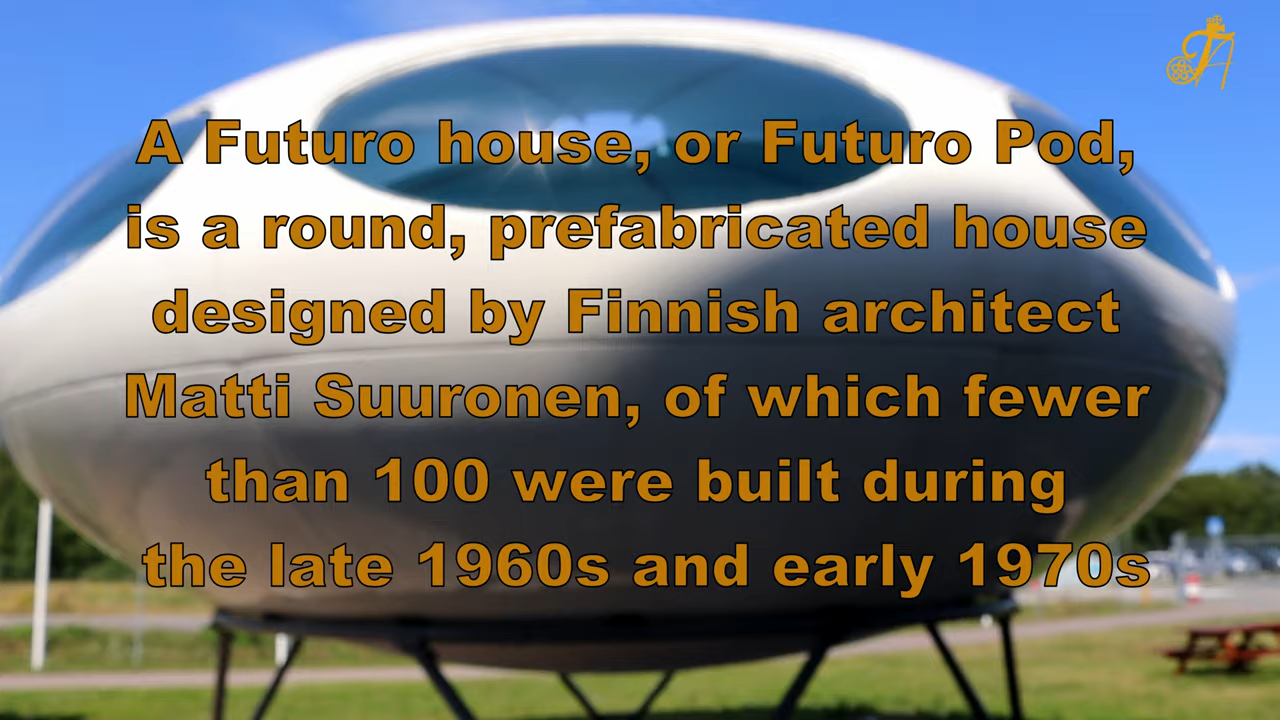 A Futuro house, or Futuro Pod,
is a round, prefabricated house
designed by Finnish architect
Matti Suuronen, of which fewer
than 100 were built during
the late 1960s and early 1970s